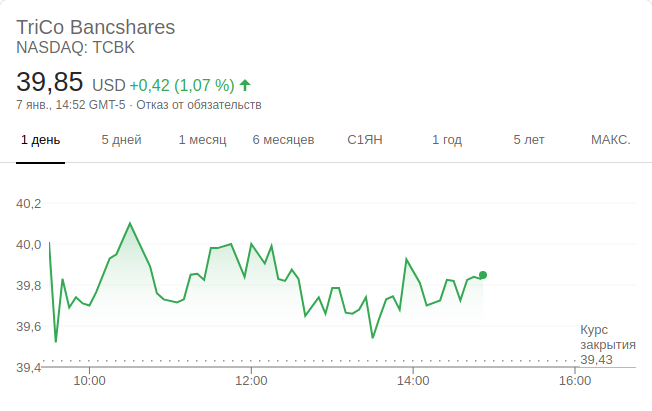 TriCo Bancshares
NASDAQ: TCBK
39,85 USD +0,42 (1,07 %)
7 янв., 14:52 GMT-5 · Отказ от обязательств
1 день 5 дней 1 месяц 6 месяцев С1ЯН 1 год 5 лет МАКС.
40,2
40,0
39,8
39,6
39,4
Курс
закрытия
39,43
10:00 12:00 14:00 16:00